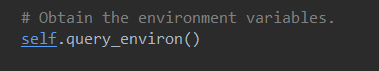 # Obtain the environment variables.
self.query_environ()